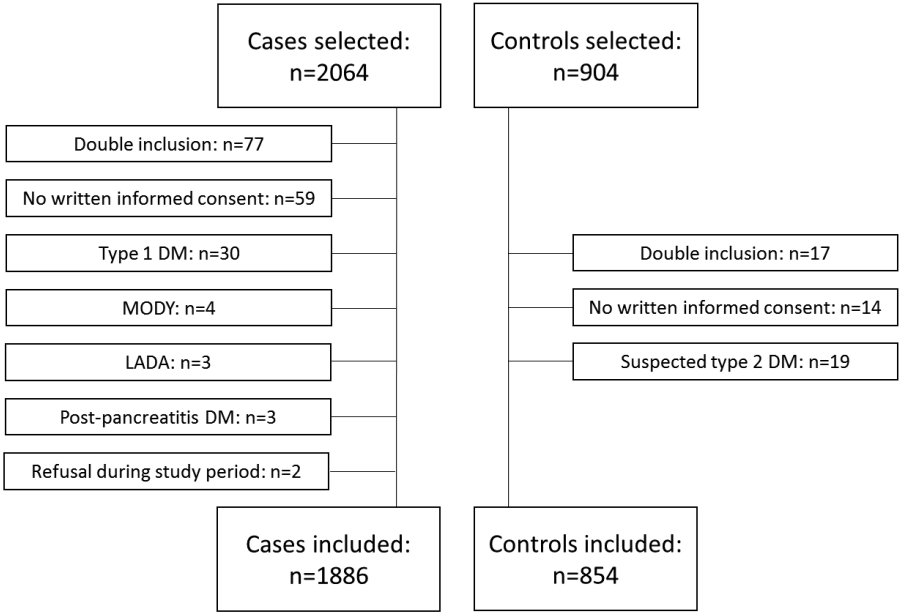 Cases selected:
n=2064
Controls selected:
n=904
Double inclusion: n=77
No written informed consent: n=59
Type 1 DM: n=30
MODY: n=4
LADA: n=3
Post-pancreatitis DM: n=3
Refusal during study period: n=2
Double inclusion: n=17
No written informed consent: n=14
Suspected type 2 DM: n=19
Cases included:
n=1886
Controls included:
n=854